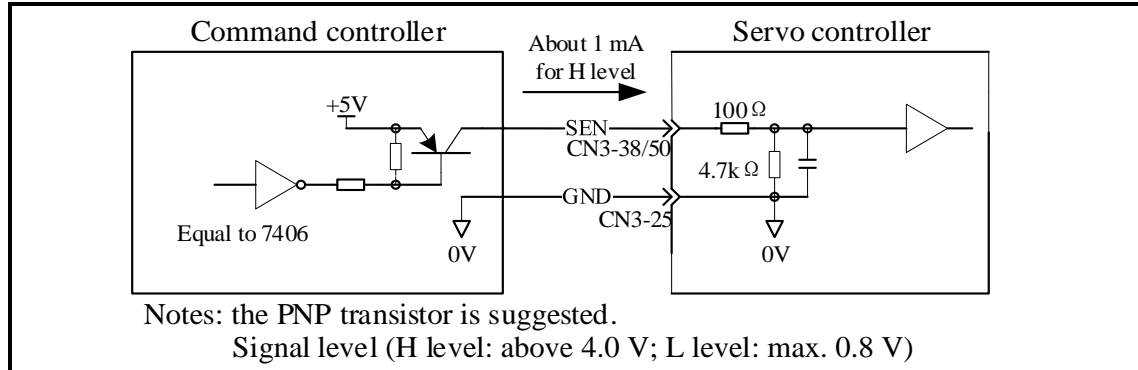 Command controller
About 1 mA
for H level
Servo controller
+5V
SEN
CN3-38/50
100Ω
4.7kΩ
GND
CN3-25
Equal to 7406
0V
0V
Notes: the PNP transistor is suggested.
Signal level (H level: above 4.0 V; L level: max. 0.8 V)